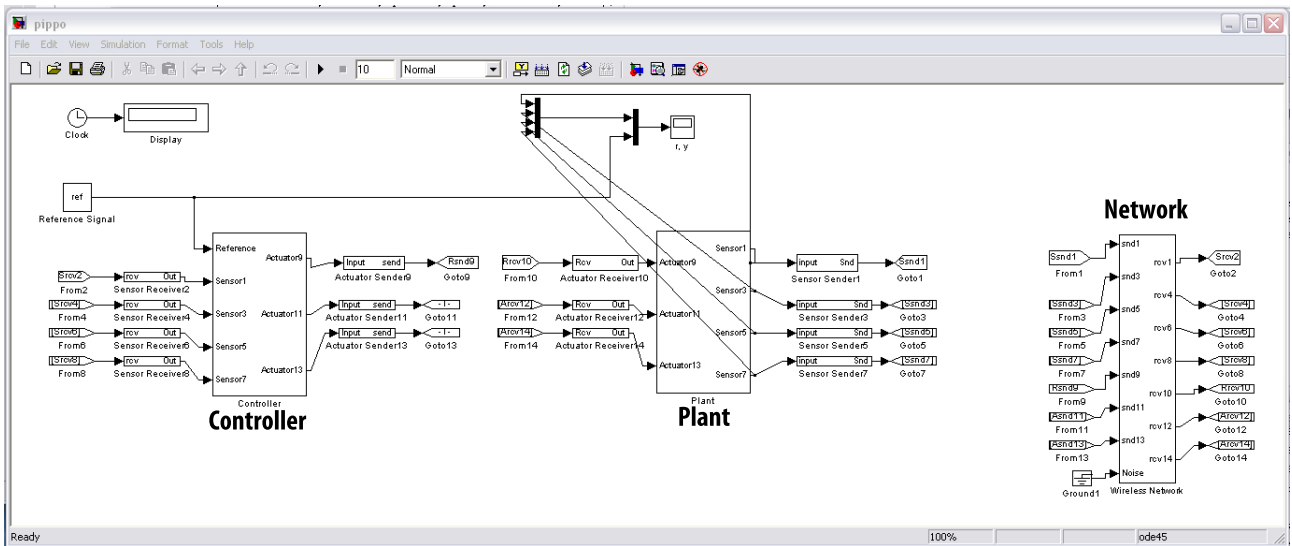 pippo
File Edit View Simulation Format Tools Help
10 Normal
Clock
Display
r, y
ref
Reference Signal
Network
Reference
Sensor1
Sensor3
Sensor5
Sensor7
Actuator9
Actuator11
Actuator13
Controller
Controller
Srcv2
From2
rcv Out
Sensor Receiver2
[Srcv4]
From4
rcv Out
Sensor Receiver4
[Srcv6]
From6
rcv Out
Sensor Receiver6
[Srcv8]
From8
rcv Out
Sensor Receiver8
Input send
Actuator Sender9
Rsnd9
Goto9
Input send
Actuator Sender11
-T-
Goto11
Input send
Actuator Sender13
-T-
Goto13
Rrcv10
From10
Rcv Out
Actuator Receiver10
[Arcv12]
From12
Rcv Out
Actuator Receiver12
[Arcv14]
From14
Rcv Out
Actuator Receiver14
Actuator9
Actuator11
Actuator13
Sensor1
Sensor3
Sensor5
Sensor7
Plant
Plant
input Snd
Sensor Sender1
Ssnd1
Goto1
input Snd
Sensor Sender3
[Ssnd3]
Goto3
input Snd
Sensor Sender5
[Ssnd5]
Goto5
input Snd
Sensor Sender7
[Ssnd7]
Goto7
Ssnd1
From1
[Ssnd3]
From3
[Ssnd5]
From5
[Ssnd7]
From7
Rsnd9
From9
[Asnd11]
From11
[Asnd13]
From13
Ground1
snd1
snd3
snd5
snd7
snd9
snd11
snd13
Noise
rcv1
rcv4
rcv6
rcv8
rcv10
rcv12
rcv14
Wireless Network
Srcv2
Goto2
[Srcv4]
Goto4
[Srcv6]
Goto6
[Srcv8]
Goto8
Rrcv10
Goto10
[Arcv12]
Goto12
[Arcv14]
Goto14
Ready 100% ode45